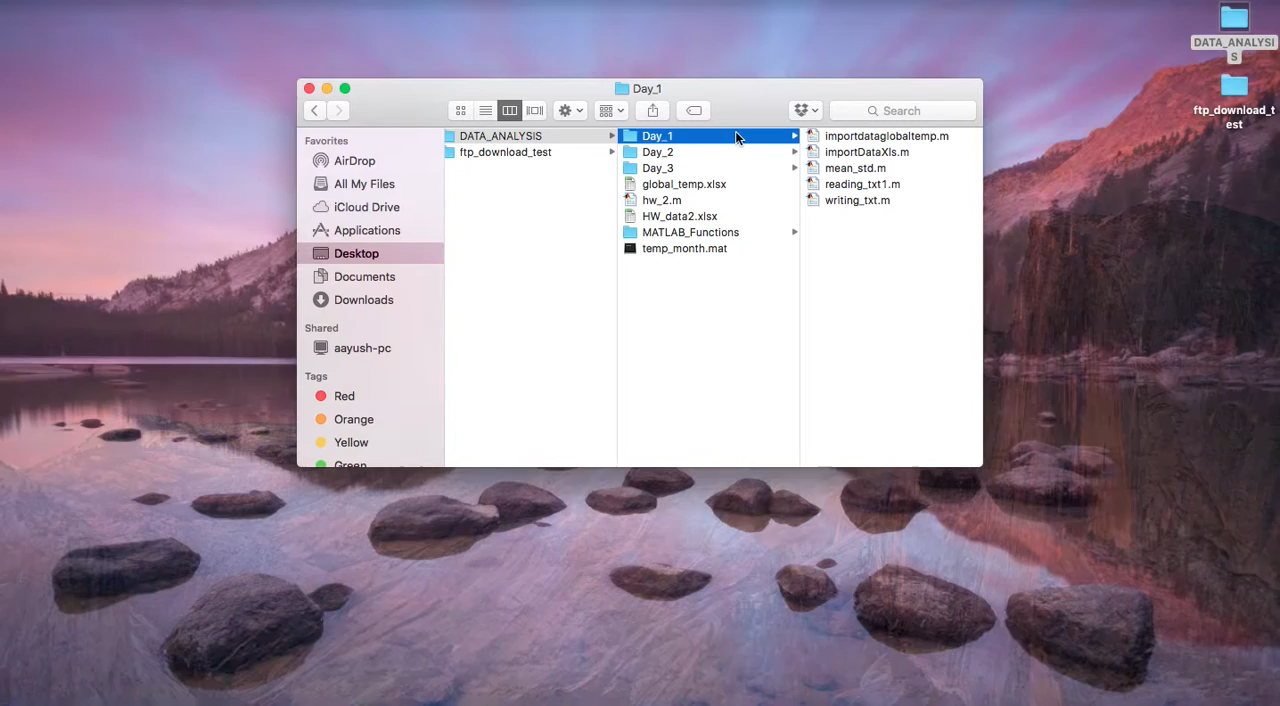 Day_1
Search
Favorites
AirDrop
All My Files
iCloud Drive
Applications
Desktop
Documents
Downloads
Shared
aayush-pc
Tags
Red
Orange
Yellow
Green
DATA_ANALYSIS
ftp_download_test
Day_1
Day_2
Day_3
global_temp.xlsx
hw_2.m
HW_data2.xlsx
MATLAB_Functions
temp_month.mat
importdataglobaltemp.m
importDataXls.m
mean_std.m
reading_txt1.m
writing_txt.m
DATA_ANALYSI
S
ftp_download_t
est